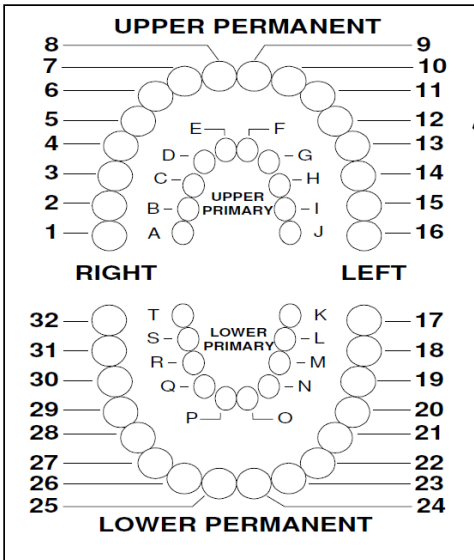 UPPER PERMANENT
8 9
7 10
6 11
5 12
E F
4 13
D G
3 14
C H
UPPER
2 B I 15
PRIMARY
1 A J 16
RIGHT LEFT
32 T K 17
S LOWER L
31 PRIMARY 18
R M
30 19
Q N
29 20
P O
28 21
27 22
26 23
25 24
LOWER PERMANENT